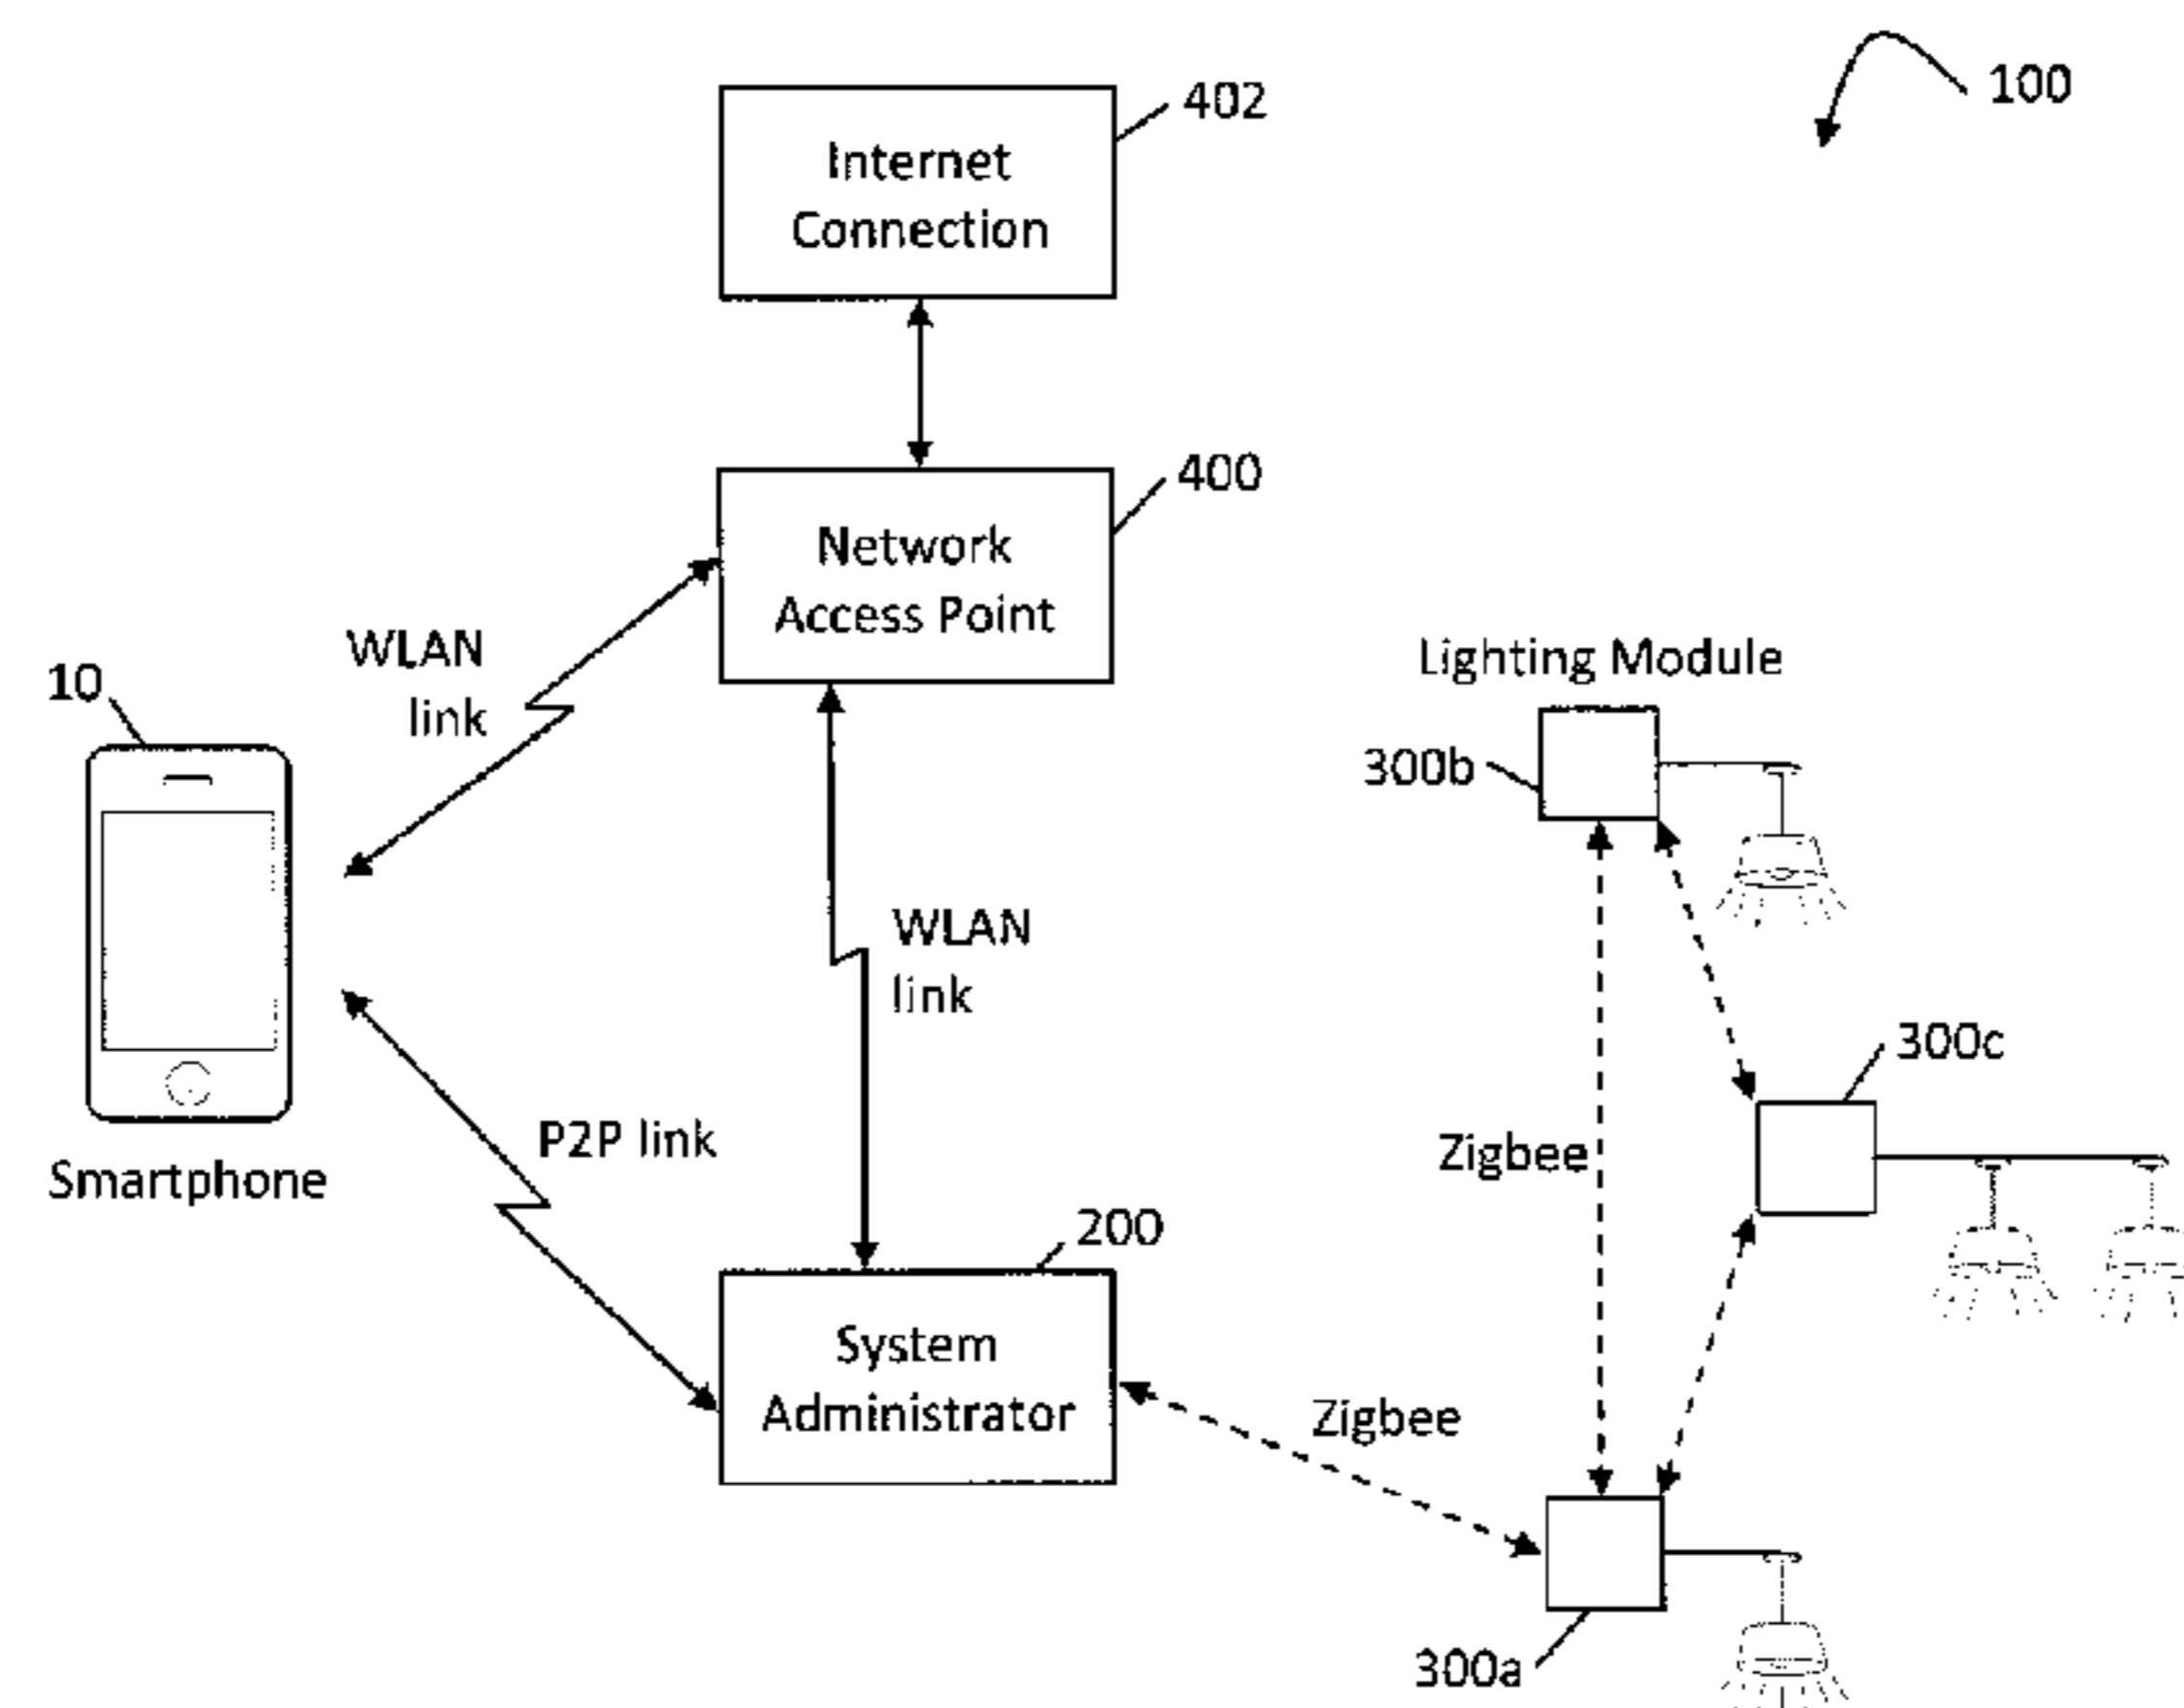 100
402
Internet
Connection
400
Network
Access Point
WLAN
link
10
Smartphone
Lighting Module
300b
WLAN
link
300c
P2P link
Zigbee
200
System
Administrator
Zigbee
300a